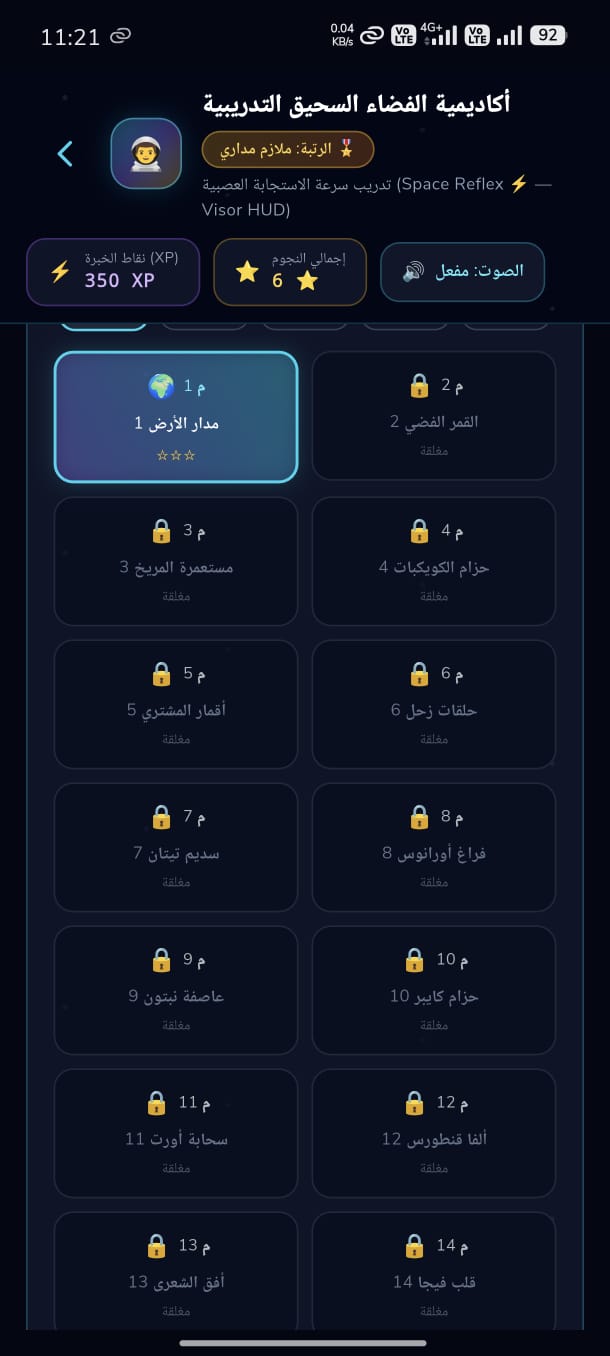 11:21
0.04 KB/s VoLTE 4G+ VoLTE 92
أكاديمية الفضاء السحيق التدريبية
🎖️ الرتبة: ملازم مداري
تدريب سرعة الاستجابة العصبية (Space Reflex ⚡ —
Visor HUD)
⚡ نقاط الخبرة (XP)
350 XP
⭐ إجمالي النجوم
6 ⭐
الصوت: مفعل 🔊
🌍 م 1
مدار الأرض 1
☆☆☆
🔒 م 2
القمر الفضي 2
مغلقة
🔒 م 3
مستعمرة المريخ 3
مغلقة
🔒 م 4
حزام الكويكبات 4
مغلقة
🔒 م 5
أقمار المشتري 5
مغلقة
🔒 م 6
حلقات زحل 6
مغلقة
🔒 م 7
سديم تيتان 7
مغلقة
🔒 م 8
فراغ أورانوس 8
مغلقة
🔒 م 9
عاصفة نبتون 9
مغلقة
🔒 م 10
حزام كايبر 10
مغلقة
🔒 م 11
سحابة أورت 11
مغلقة
🔒 م 12
ألفا قنطورس 12
مغلقة
🔒 م 13
أفق الشعرى 13
مغلقة
🔒 م 14
قلب فيجا 14
مغلقة